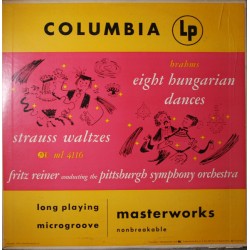 COLUMBIA Lp
brahms
eight hungarian
dances
strauss waltzes
ml 4116
fritz reiner conducting the pittsburgh symphony orchestra
long playing
microgroove
masterworks
nonbreakable